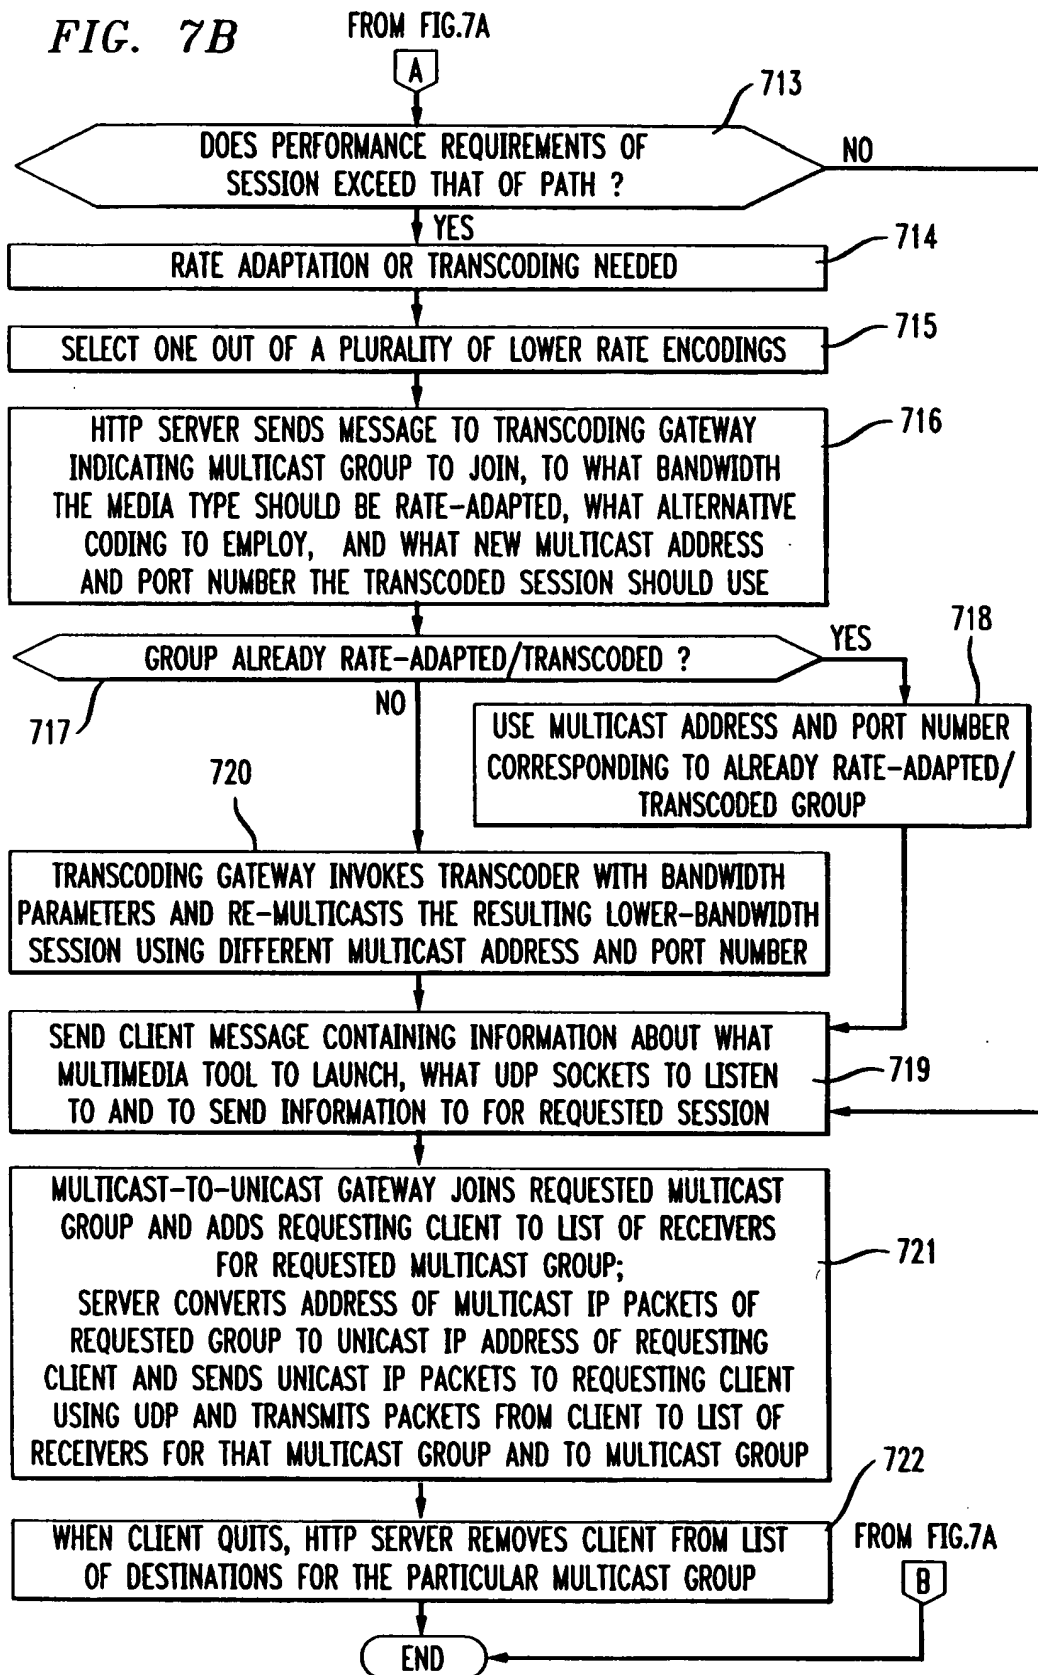 FIG. 7B
FROM FIG.7A
A
713
DOES PERFORMANCE REQUIREMENTS OF
SESSION EXCEED THAT OF PATH ?
NO
YES
714
RATE ADAPTATION OR TRANSCODING NEEDED
715
SELECT ONE OUT OF A PLURALITY OF LOWER RATE ENCODINGS
716
HTTP SERVER SENDS MESSAGE TO TRANSCODING GATEWAY
INDICATING MULTICAST GROUP TO JOIN, TO WHAT BANDWIDTH
THE MEDIA TYPE SHOULD BE RATE-ADAPTED, WHAT ALTERNATIVE
CODING TO EMPLOY, AND WHAT NEW MULTICAST ADDRESS
AND PORT NUMBER THE TRANSCODED SESSION SHOULD USE
GROUP ALREADY RATE-ADAPTED/TRANSCODED ?
YES
718
717
NO
USE MULTICAST ADDRESS AND PORT NUMBER
CORRESPONDING TO ALREADY RATE-ADAPTED/
TRANSCODED GROUP
720
TRANSCODING GATEWAY INVOKES TRANSCODER WITH BANDWIDTH
PARAMETERS AND RE-MULTICASTS THE RESULTING LOWER-BANDWIDTH
SESSION USING DIFFERENT MULTICAST ADDRESS AND PORT NUMBER
SEND CLIENT MESSAGE CONTAINING INFORMATION ABOUT WHAT
MULTIMEDIA TOOL TO LAUNCH, WHAT UDP SOCKETS TO LISTEN
TO AND TO SEND INFORMATION TO FOR REQUESTED SESSION
719
MULTICAST-TO-UNICAST GATEWAY JOINS REQUESTED MULTICAST
GROUP AND ADDS REQUESTING CLIENT TO LIST OF RECEIVERS
FOR REQUESTED MULTICAST GROUP;
SERVER CONVERTS ADDRESS OF MULTICAST IP PACKETS OF
REQUESTED GROUP TO UNICAST IP ADDRESS OF REQUESTING
CLIENT AND SENDS UNICAST IP PACKETS TO REQUESTING CLIENT
USING UDP AND TRANSMITS PACKETS FROM CLIENT TO LIST OF
RECEIVERS FOR THAT MULTICAST GROUP AND TO MULTICAST GROUP
721
722
WHEN CLIENT QUITS, HTTP SERVER REMOVES CLIENT FROM LIST
OF DESTINATIONS FOR THE PARTICULAR MULTICAST GROUP
FROM FIG.7A
B
END